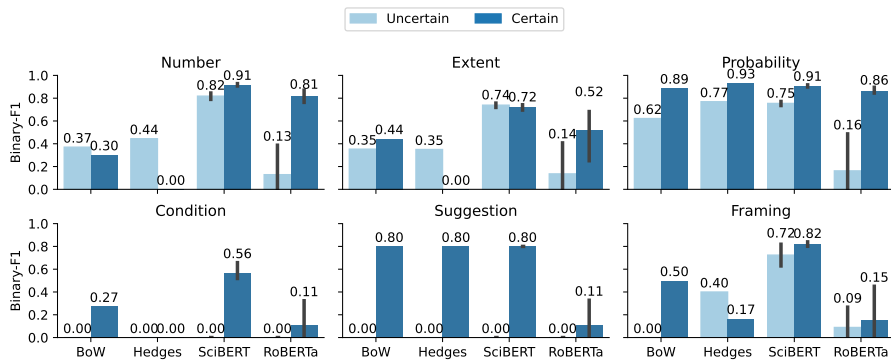 Uncertain Certain
Number Extent Probability
Binary-F1
1.0
0.8
0.6
0.4
0.2
0.0
0.37 0.30 0.44 0.00 0.82 0.91 0.13 0.81
0.35 0.44 0.35 0.00 0.74 0.72 0.14 0.52
0.62 0.89 0.77 0.93 0.75 0.91 0.16 0.86
Condition Suggestion Framing
Binary-F1
1.0
0.8
0.6
0.4
0.2
0.0
0.00 0.27 0.00 0.00 0.00 0.56 0.00 0.11
0.00 0.80 0.00 0.80 0.00 0.80 0.00 0.11
0.00 0.50 0.40 0.17 0.72 0.82 0.09 0.15
BoW Hedges SciBERT RoBERTa
BoW Hedges SciBERT RoBERTa
BoW Hedges SciBERT RoBERTa